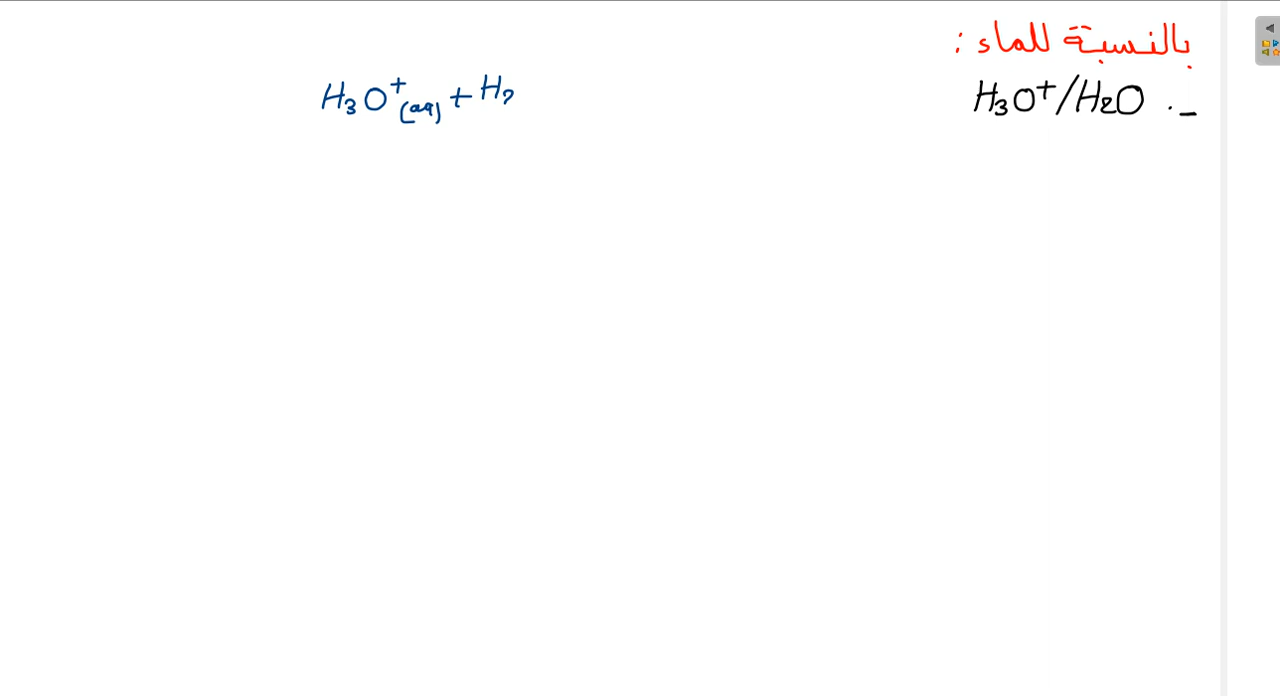 بالنسبة للماء :
-. H₃O⁺/H₂O
H₃O⁺(aq) + H₂